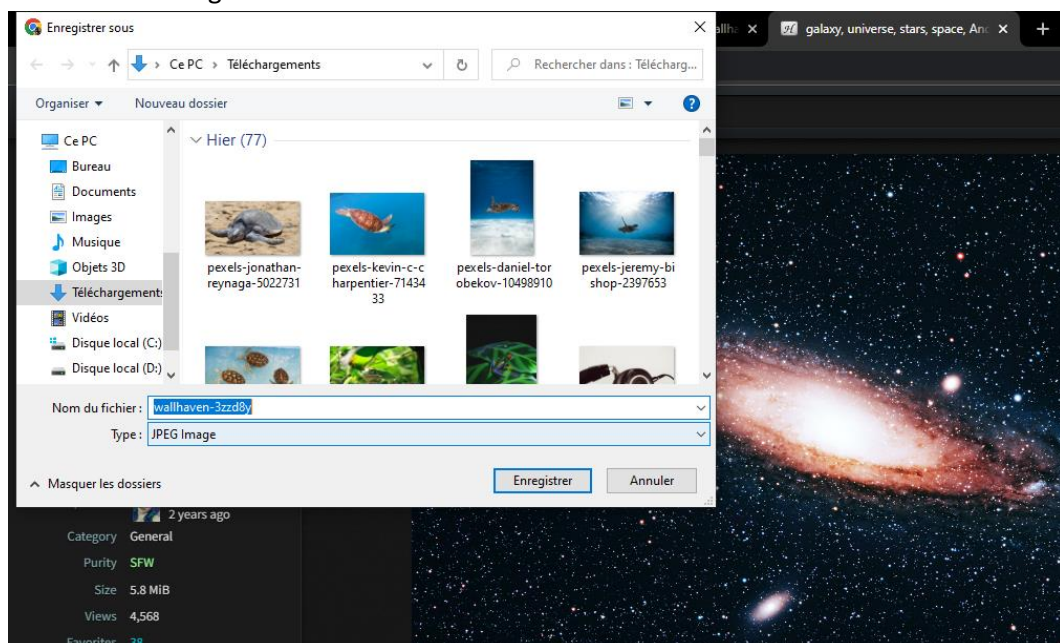 Enregistrer sous
galaxy, universe, stars, space, An
Ce PC > Téléchargements
Rechercher dans : Télécharg...
Organiser
Nouveau dossier
Ce PC
Bureau
Documents
Images
Musique
Objets 3D
Téléchargement
Vidéos
Disque local (C:)
Disque local (D:)
Hier (77)
pexels-jonathan-
reynaga-5022731
pexels-kevin-c-c
harpentier-71434
33
pexels-daniel-tor
obekov-10498910
pexels-jeremy-bi
shop-2397653
Nom du fichier : wallhaven-3zzd8y
Type : JPEG Image
Masquer les dossiers
Enregistrer
Annuler
2 years ago
Category General
Purity SFW
Size 5.8 MiB
Views 4,568
Favorites 38